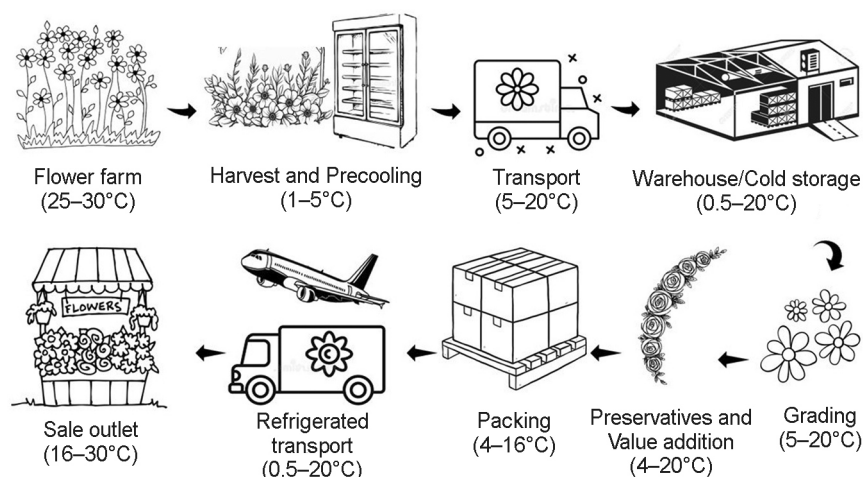 Flower farm
(25–30°C)
Harvest and Precooling
(1–5°C)
Transport
(5–20°C)
Warehouse/Cold storage
(0.5–20°C)
FLOWERS
Sale outlet
(16–30°C)
Refrigerated
transport
(0.5–20°C)
Packing
(4–16°C)
Preservatives and
Value addition
(4–20°C)
Grading
(5–20°C)